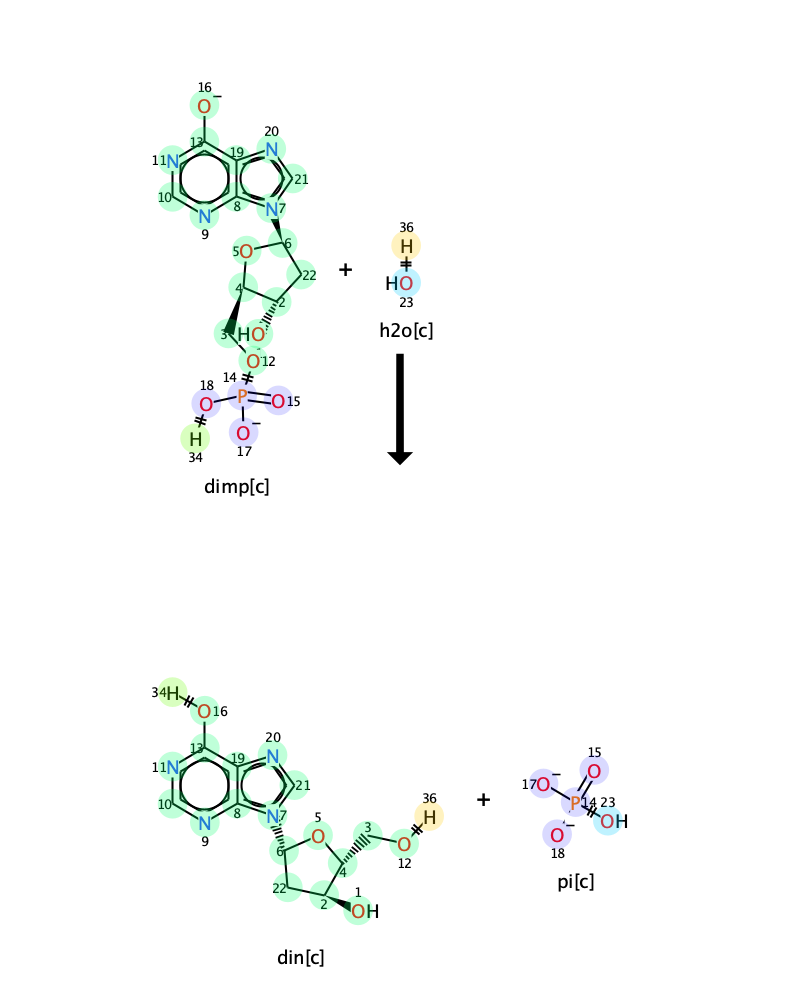 16
O−
13
11 N
19
20
N
21
10
8
N 7
N
9
6
5 O
22
4
2
3 HO
O 12
14
18
O
P
O 15
H
34
O−
17
dimp[c]
+
36
H
HO
23
h2o[c]
34 H
O 16
13
11 N
19
20
N
21
10
8
N 7
N
9
5
O
6
3
36
H
O
12
4
22
2
1
OH
din[c]
+
15
O
17 O−
P 14
23
OH
O−
18
pi[c]